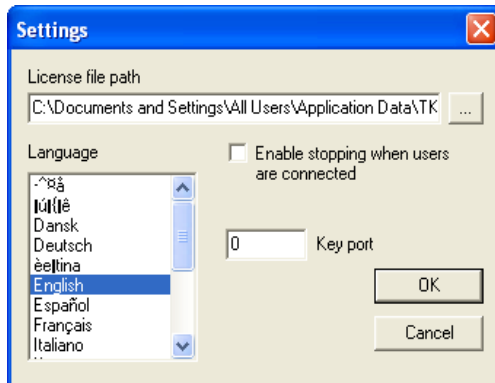 Settings
License file path
C:\Documents and Settings\All Users\Application Data\TK
...
Language
Enable stopping when users
are connected
Dansk
Deutsch
èeltina
English
Español
Français
Italiano
0
Key port
OK
Cancel